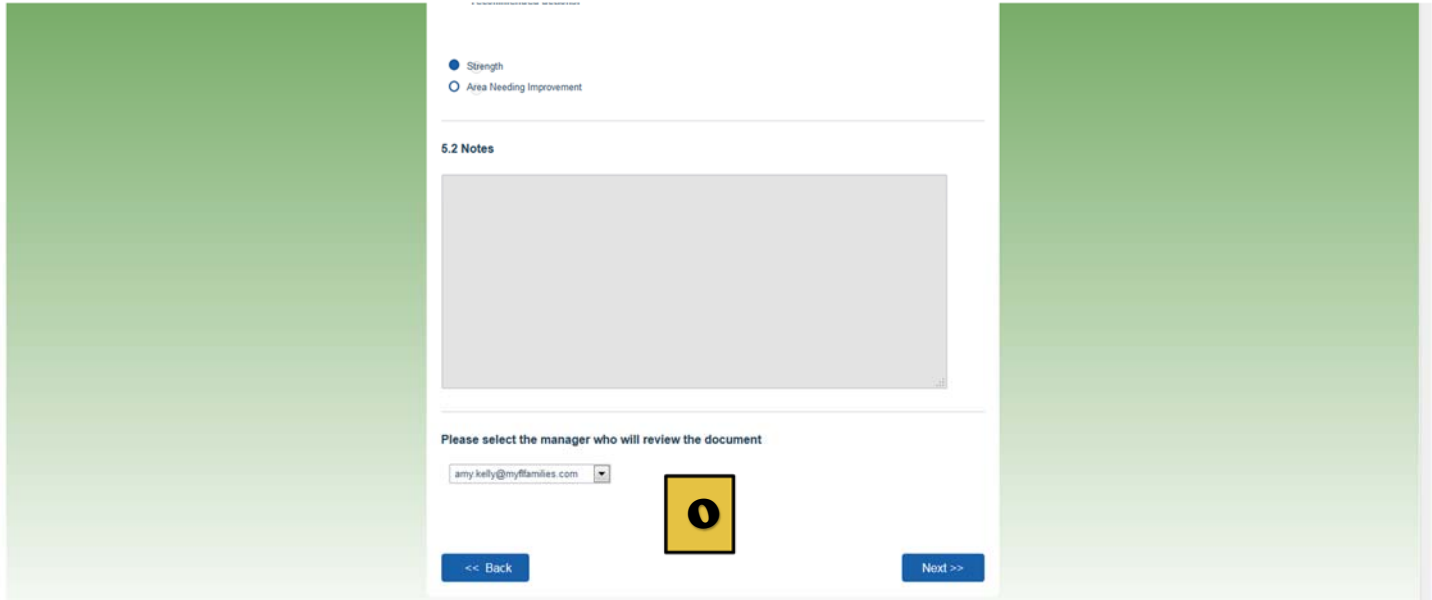 Strength
Area Needing Improvement
5.2 Notes
Please select the manager who will review the document
amy.kelly@myflfamilies.com
O
<< Back
Next >>